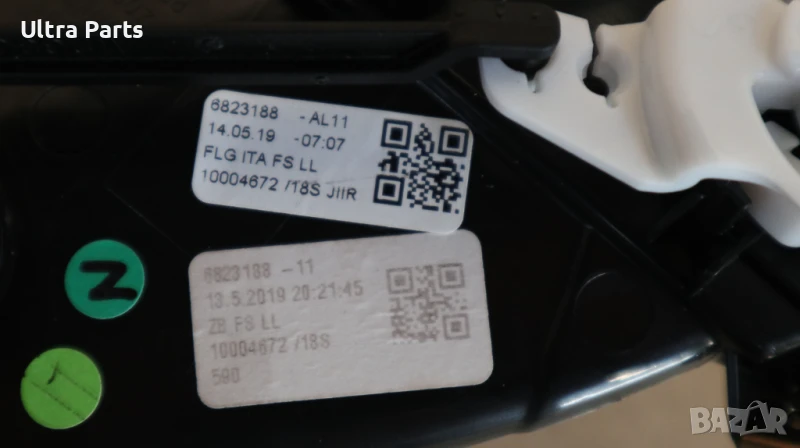 Ultra Parts
6823188 -AL11
14.05.19 -07:07
FLG ITA FS LL
10004672 /18S JIIR
6823188 -11
13.5.2019 20:21:45
ZB FS LL
10004672 /18S
590
N
BAZAR